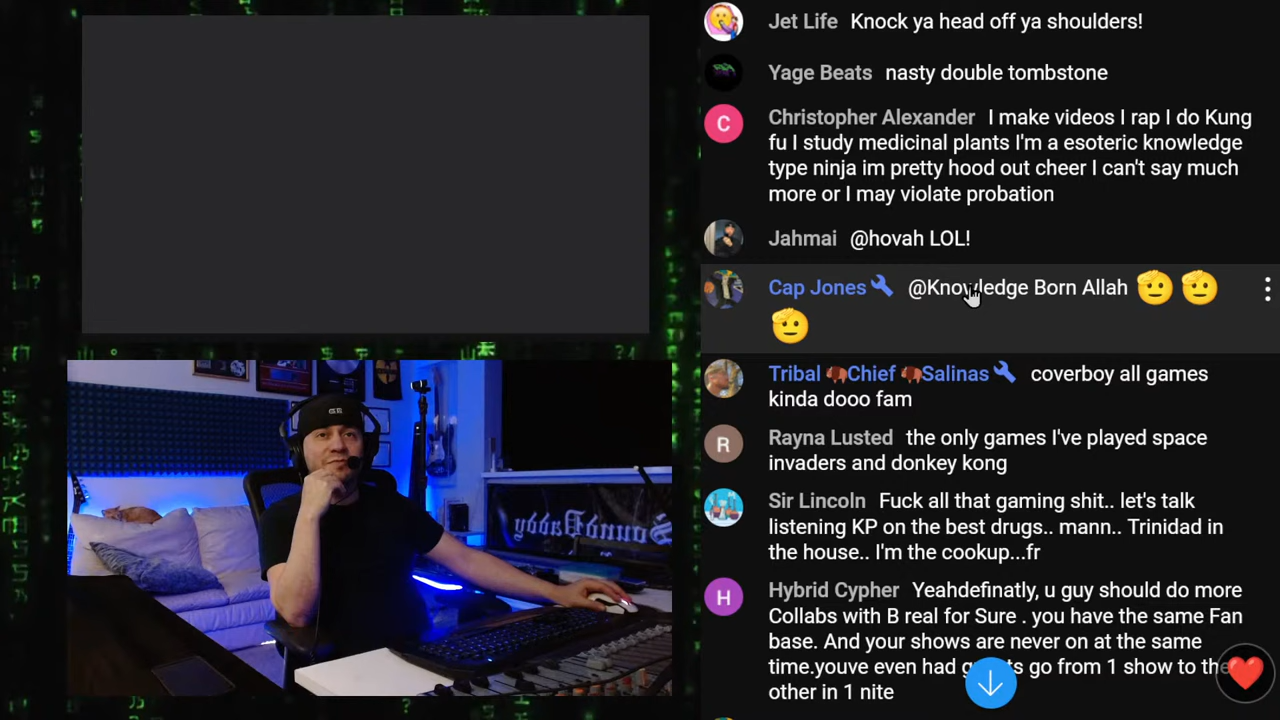 Jet Life Knock ya head off ya shoulders!
Yage Beats nasty double tombstone
C
Christopher Alexander I make videos I rap I do Kung
fu I study medicinal plants I'm a esoteric knowledge
type ninja im pretty hood out cheer I can't say much
more or I may violate probation
Jahmai @hovah LOL!
Cap Jones @Knowledge Born Allah 🫡 🫡
🫡
Tribal 🦬Chief 🦬Salinas coverboy all games
kinda dooo fam
R
Rayna Lusted the only games I've played space
invaders and donkey kong
Sir Lincoln Fuck all that gaming shit.. let's talk
listening KP on the best drugs.. mann.. Trinidad in
the house.. I'm the cookup...fr
H
Hybrid Cypher Yeahdefinatly, u guy should do more
Collabs with B real for Sure . you have the same Fan
base. And your shows are never on at the same
time.youve even had go from 1 show to the
other in 1 nite
SoundDaddy